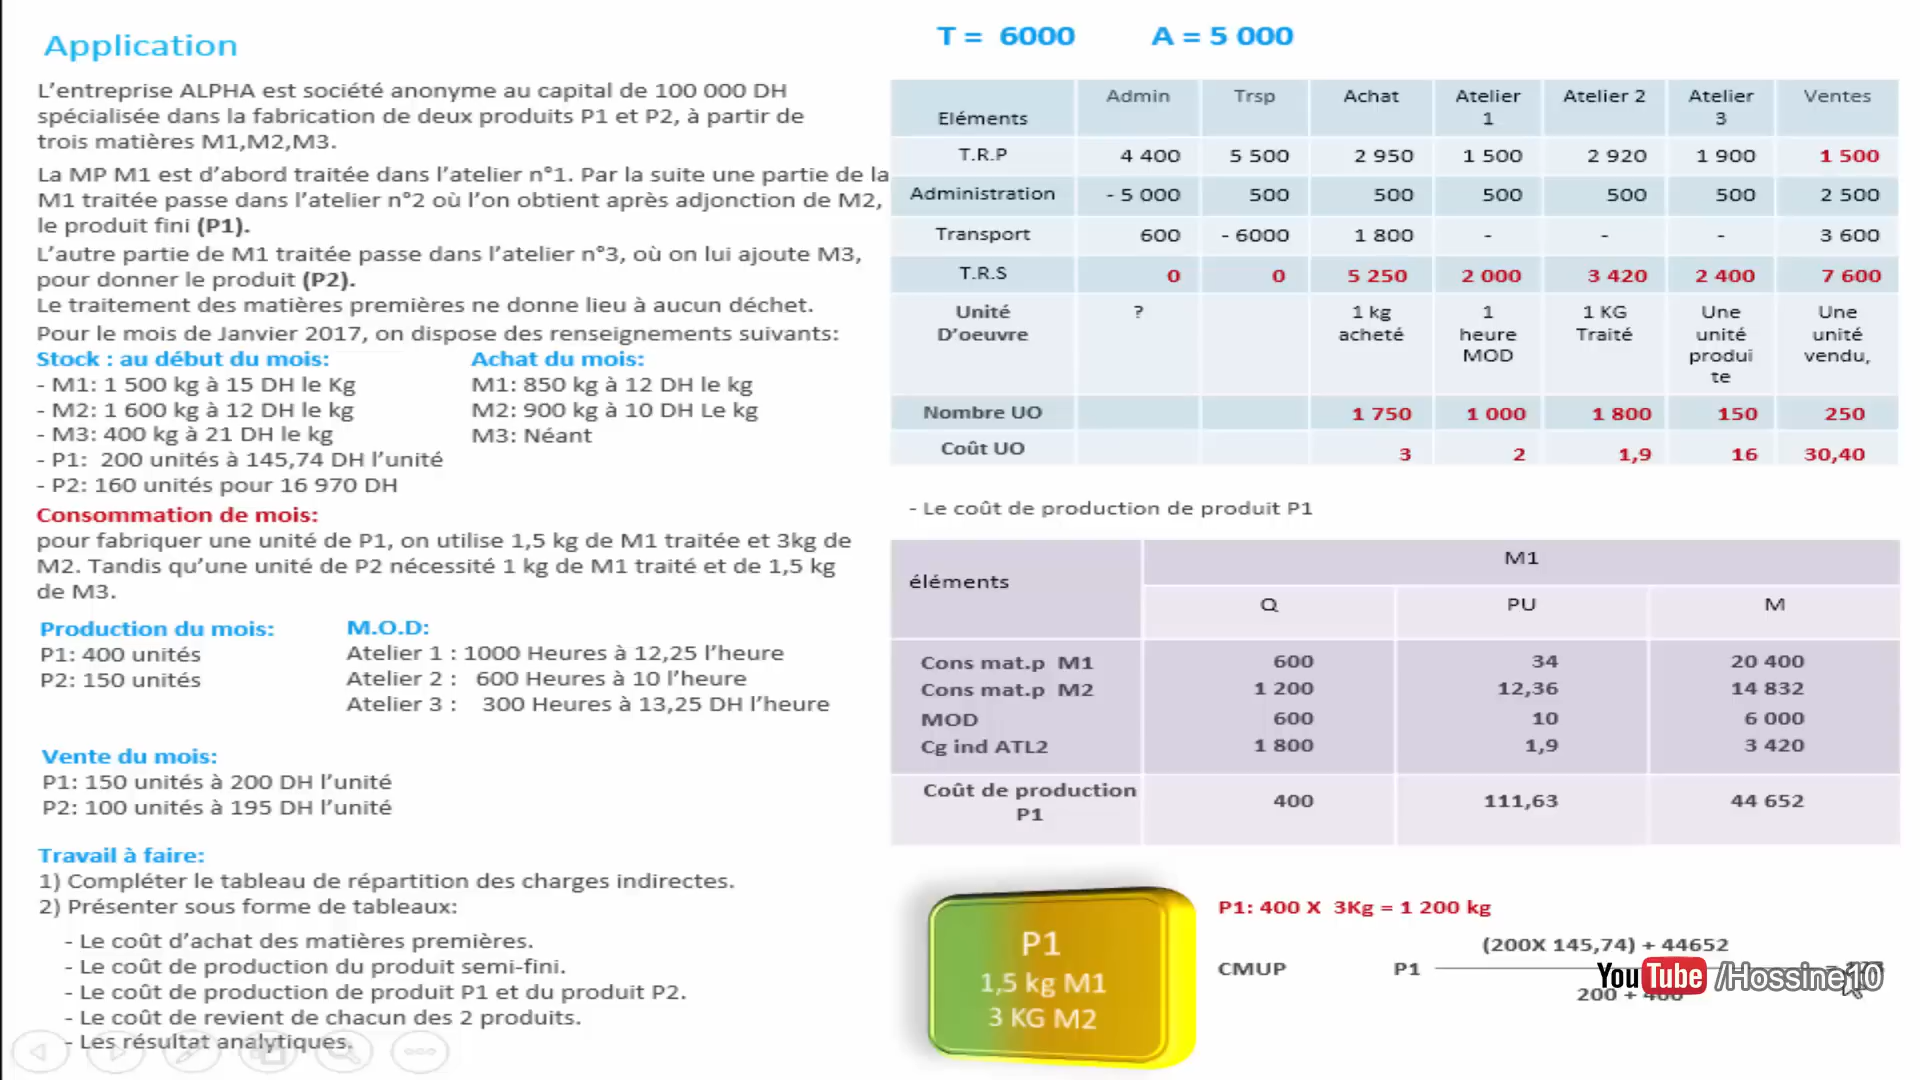 Application
L’entreprise ALPHA est société anonyme au capital de 100 000 DH
spécialisée dans la fabrication de deux produits P1 et P2, à partir de
trois matières M1,M2,M3.
La MP M1 est d’abord traitée dans l’atelier n°1. Par la suite une partie de la
M1 traitée passe dans l’atelier n°2 où l’on obtient après adjonction de M2,
le produit fini (P1).
L’autre partie de M1 traitée passe dans l’atelier n°3, où on lui ajoute M3,
pour donner le produit (P2).
Le traitement des matières premières ne donne lieu à aucun déchet.
Pour le mois de Janvier 2017, on dispose des renseignements suivants:
Stock : au début du mois:
- M1: 1 500 kg à 15 DH le Kg
- M2: 1 600 kg à 12 DH le kg
- M3: 400 kg à 21 DH le kg
- P1: 200 unités à 145,74 DH l’unité
- P2: 160 unités pour 16 970 DH
Achat du mois:
M1: 850 kg à 12 DH le kg
M2: 900 kg à 10 DH Le kg
M3: Néant
Consommation de mois:
pour fabriquer une unité de P1, on utilise 1,5 kg de M1 traitée et 3kg de
M2. Tandis qu’une unité de P2 nécessité 1 kg de M1 traité et de 1,5 kg
de M3.
Production du mois:
P1: 400 unités
P2: 150 unités
M.O.D:
Atelier 1 : 1000 Heures à 12,25 l’heure
Atelier 2 : 600 Heures à 10 l’heure
Atelier 3 : 300 Heures à 13,25 DH l’heure
Vente du mois:
P1: 150 unités à 200 DH l’unité
P2: 100 unités à 195 DH l’unité
Travail à faire:
1) Compléter le tableau de répartition des charges indirectes.
2) Présenter sous forme de tableaux:
- Le coût d’achat des matières premières.
- Le coût de production du produit semi-fini.
- Le coût de production de produit P1 et du produit P2.
- Le coût de revient de chacun des 2 produits.
- Les résultat analytiques.
T = 6000 A = 5 000
Eléments Admin Trsp Achat Atelier 1 Atelier 2 Atelier 3 Ventes
T.R.P 4 400 5 500 2 950 1 500 2 920 1 900 1 500
Administration - 5 000 500 500 500 500 500 2 500
Transport 600 - 6000 1 800 - - - 3 600
T.R.S 0 0 5 250 2 000 3 420 2 400 7 600
Unité D’oeuvre ? 1 kg acheté 1 heure MOD 1 KG Traité Une unité produi te Une unité vendu,
Nombre UO 1 750 1 000 1 800 150 250
Coût UO 3 2 1,9 16 30,40
- Le coût de production de produit P1
éléments M1
Q PU M
Cons mat.p M1 600 34 20 400
Cons mat.p M2 1 200 12,36 14 832
MOD 600 10 6 000
Cg ind ATL2 1 800 1,9 3 420
Coût de production P1 400 111,63 44 652
P1
1,5 kg M1
3 KG M2
P1: 400 X 3Kg = 1 200 kg
(200X 145,74) + 44652
CMUP P1
200 + 400
YouTube /Hossine10